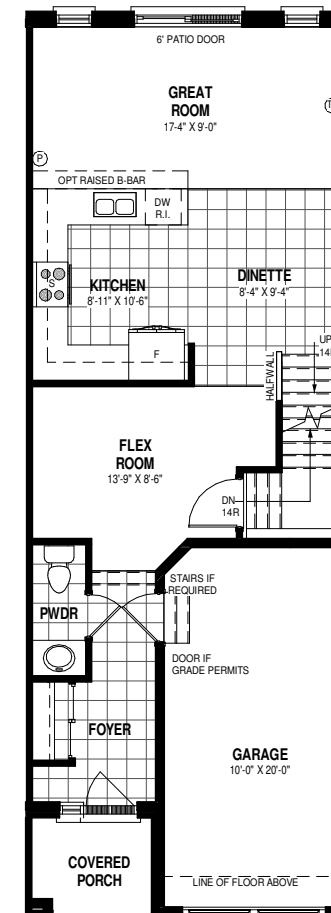 6' PATIO DOOR
GREAT
ROOM
17'-4" X 9'-0"
P
OPT RAISED B-BAR
DW
R.I.
S
KITCHEN
8'-11" X 10'-6"
DINETTE
8'-4" X 9'-4"
F
HALFWALL
UP
FLEX
ROOM
13'-9" X 8'-6"
DN
14R
STAIRS IF
REQUIRED
PWDR
DOOR IF
GRADE PERMITS
FOYER
GARAGE
10'-0" X 20'-0"
COVERED
PORCH
LINE OF FLOOR ABOVE